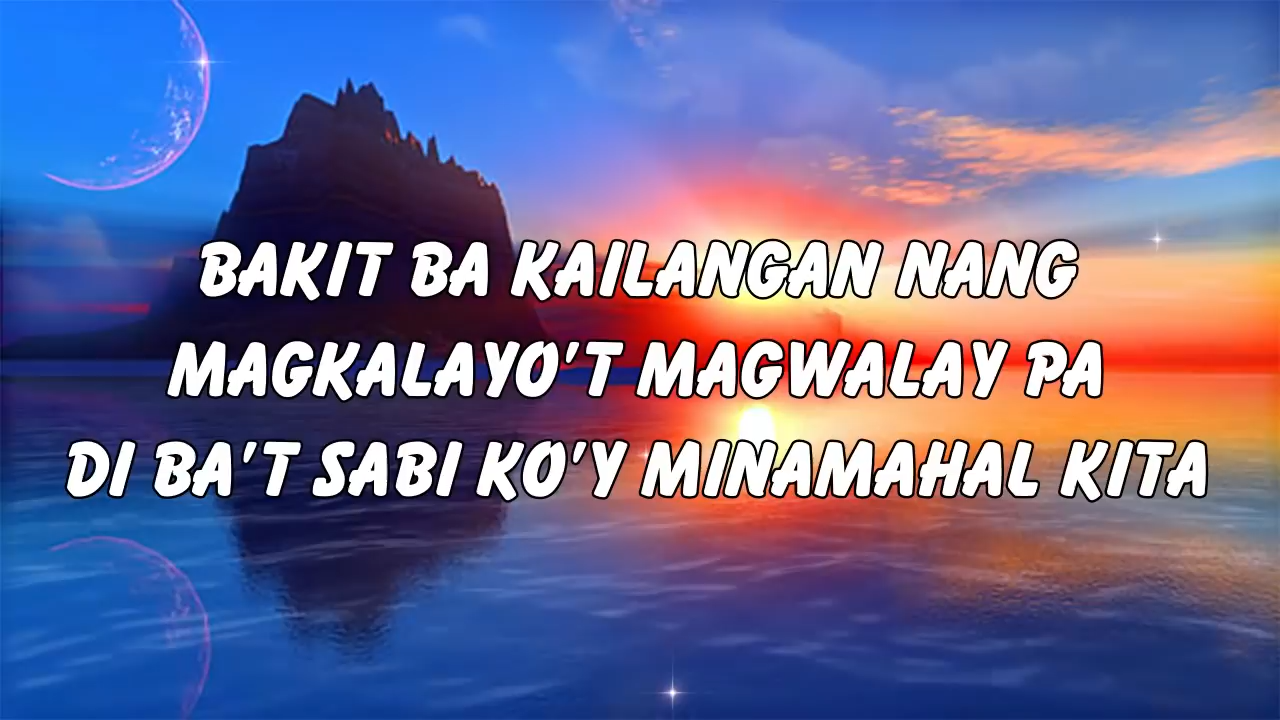 BAKIT BA KAILANGAN NANG
MAGKALAYO'T MAGWALAY PA
DI BA'T SABI KO'Y MINAMAHAL KITA